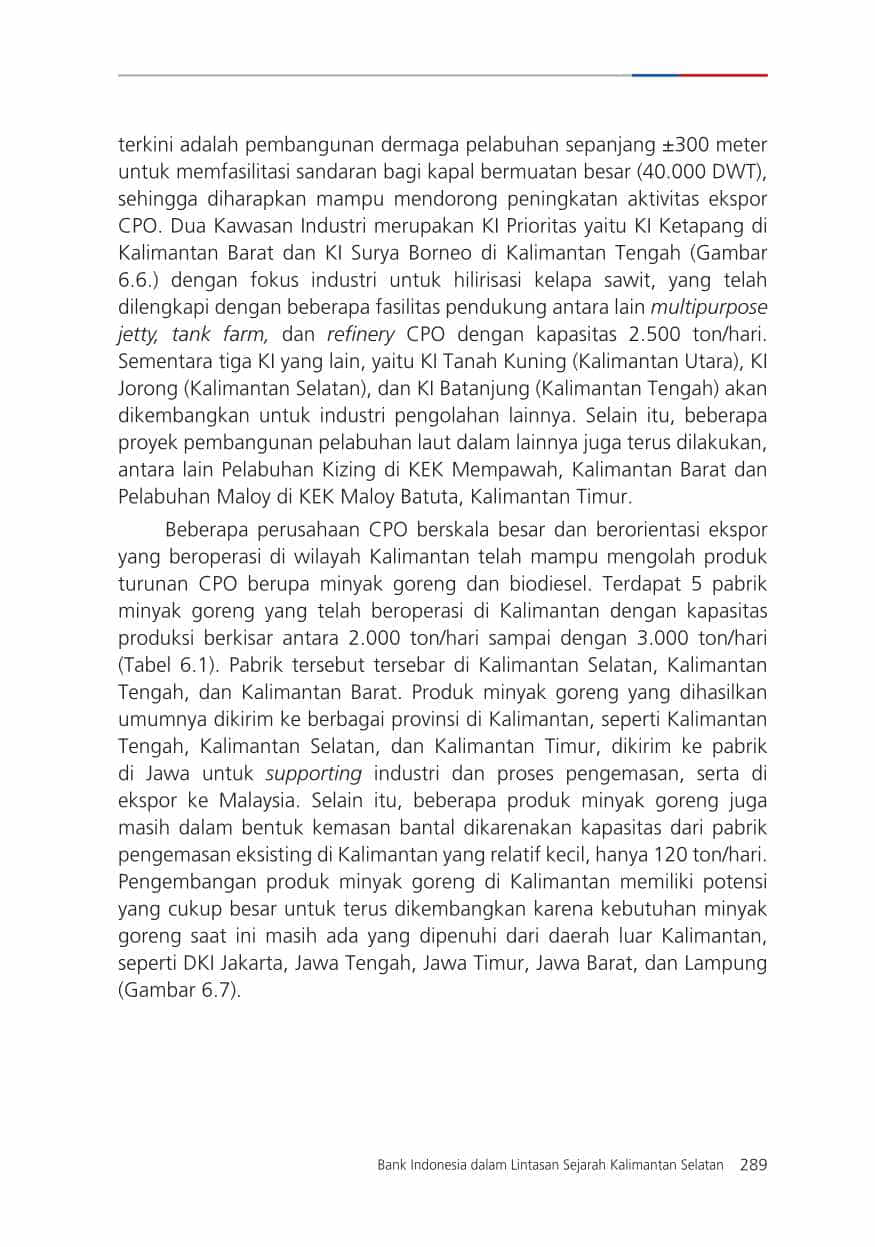 terkini adalah pembangunan dermaga pelabuhan sepanjang ±300 meter
untuk memfasilitasi sandaran bagi kapal bermuatan besar (40.000 DWT),
sehingga diharapkan mampu mendorong peningkatan aktivitas ekspor
CPO. Dua Kawasan Industri merupakan KI Prioritas yaitu KI Ketapang di
Kalimantan Barat dan KI Surya Borneo di Kalimantan Tengah (Gambar
6.6.) dengan fokus industri untuk hilirisasi kelapa sawit, yang telah
dilengkapi dengan beberapa fasilitas pendukung antara lain multipurpose
jetty, tank farm, dan refinery CPO dengan kapasitas 2.500 ton/hari.
Sementara tiga KI yang lain, yaitu KI Tanah Kuning (Kalimantan Utara), KI
Jorong (Kalimantan Selatan), dan KI Batanjung (Kalimantan Tengah) akan
dikembangkan untuk industri pengolahan lainnya. Selain itu, beberapa
proyek pembangunan pelabuhan laut dalam lainnya juga terus dilakukan,
antara lain Pelabuhan Kizing di KEK Mempawah, Kalimantan Barat dan
Pelabuhan Maloy di KEK Maloy Batuta, Kalimantan Timur.
Beberapa perusahaan CPO berskala besar dan berorientasi ekspor
yang beroperasi di wilayah Kalimantan telah mampu mengolah produk
turunan CPO berupa minyak goreng dan biodiesel. Terdapat 5 pabrik
minyak goreng yang telah beroperasi di Kalimantan dengan kapasitas
produksi berkisar antara 2.000 ton/hari sampai dengan 3.000 ton/hari
(Tabel 6.1). Pabrik tersebut tersebar di Kalimantan Selatan, Kalimantan
Tengah, dan Kalimantan Barat. Produk minyak goreng yang dihasilkan
umumnya dikirim ke berbagai provinsi di Kalimantan, seperti Kalimantan
Tengah, Kalimantan Selatan, dan Kalimantan Timur, dikirim ke pabrik
di Jawa untuk supporting industri dan proses pengemasan, serta di
ekspor ke Malaysia. Selain itu, beberapa produk minyak goreng juga
masih dalam bentuk kemasan bantal dikarenakan kapasitas dari pabrik
pengemasan eksisting di Kalimantan yang relatif kecil, hanya 120 ton/hari.
Pengembangan produk minyak goreng di Kalimantan memiliki potensi
yang cukup besar untuk terus dikembangkan karena kebutuhan minyak
goreng saat ini masih ada yang dipenuhi dari daerah luar Kalimantan,
seperti DKI Jakarta, Jawa Tengah, Jawa Timur, Jawa Barat, dan Lampung
(Gambar 6.7).
Bank Indonesia dalam Lintasan Sejarah Kalimantan Selatan 289